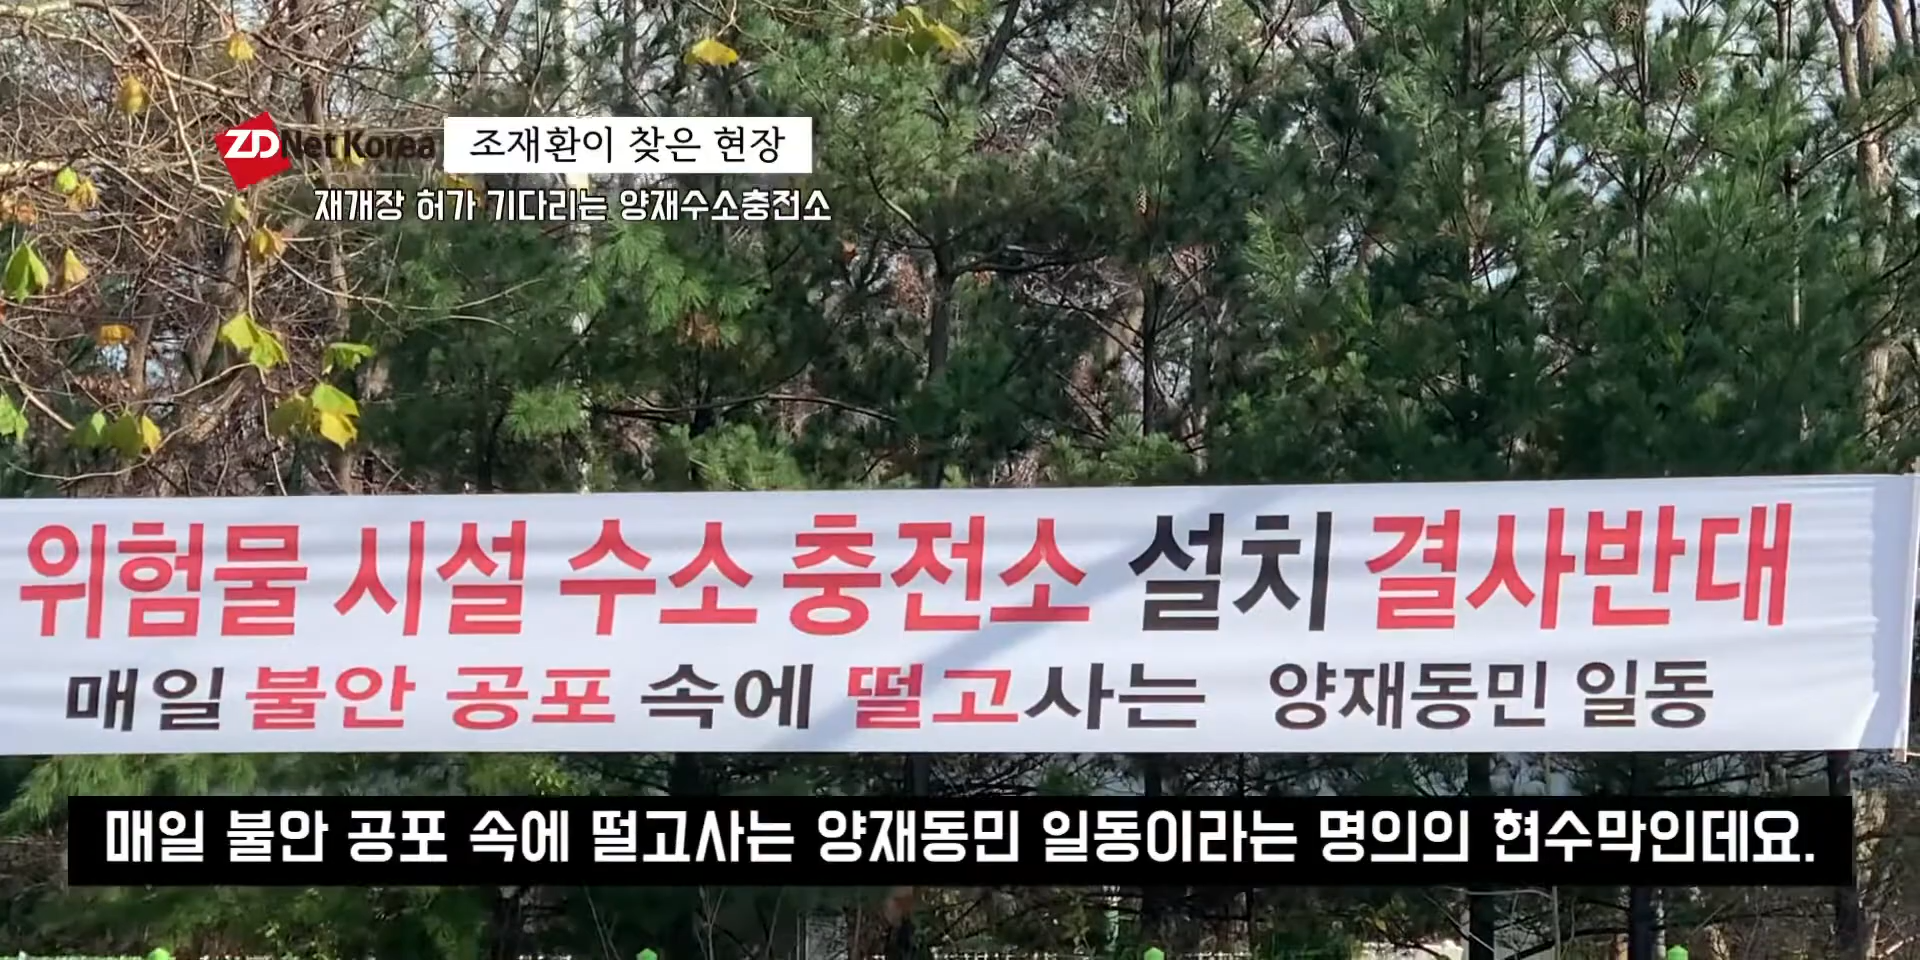 ZDNet Korea 조재환이 찾은 현장
재개장 허가 기다리는 양재수소충전소
위험물 시설 수소 충전소 설치 결사반대
매일 불안 공포 속에 떨고사는 양재동민 일동
매일 불안 공포 속에 떨고사는 양재동민 일동이라는 명의의 현수막인데요.